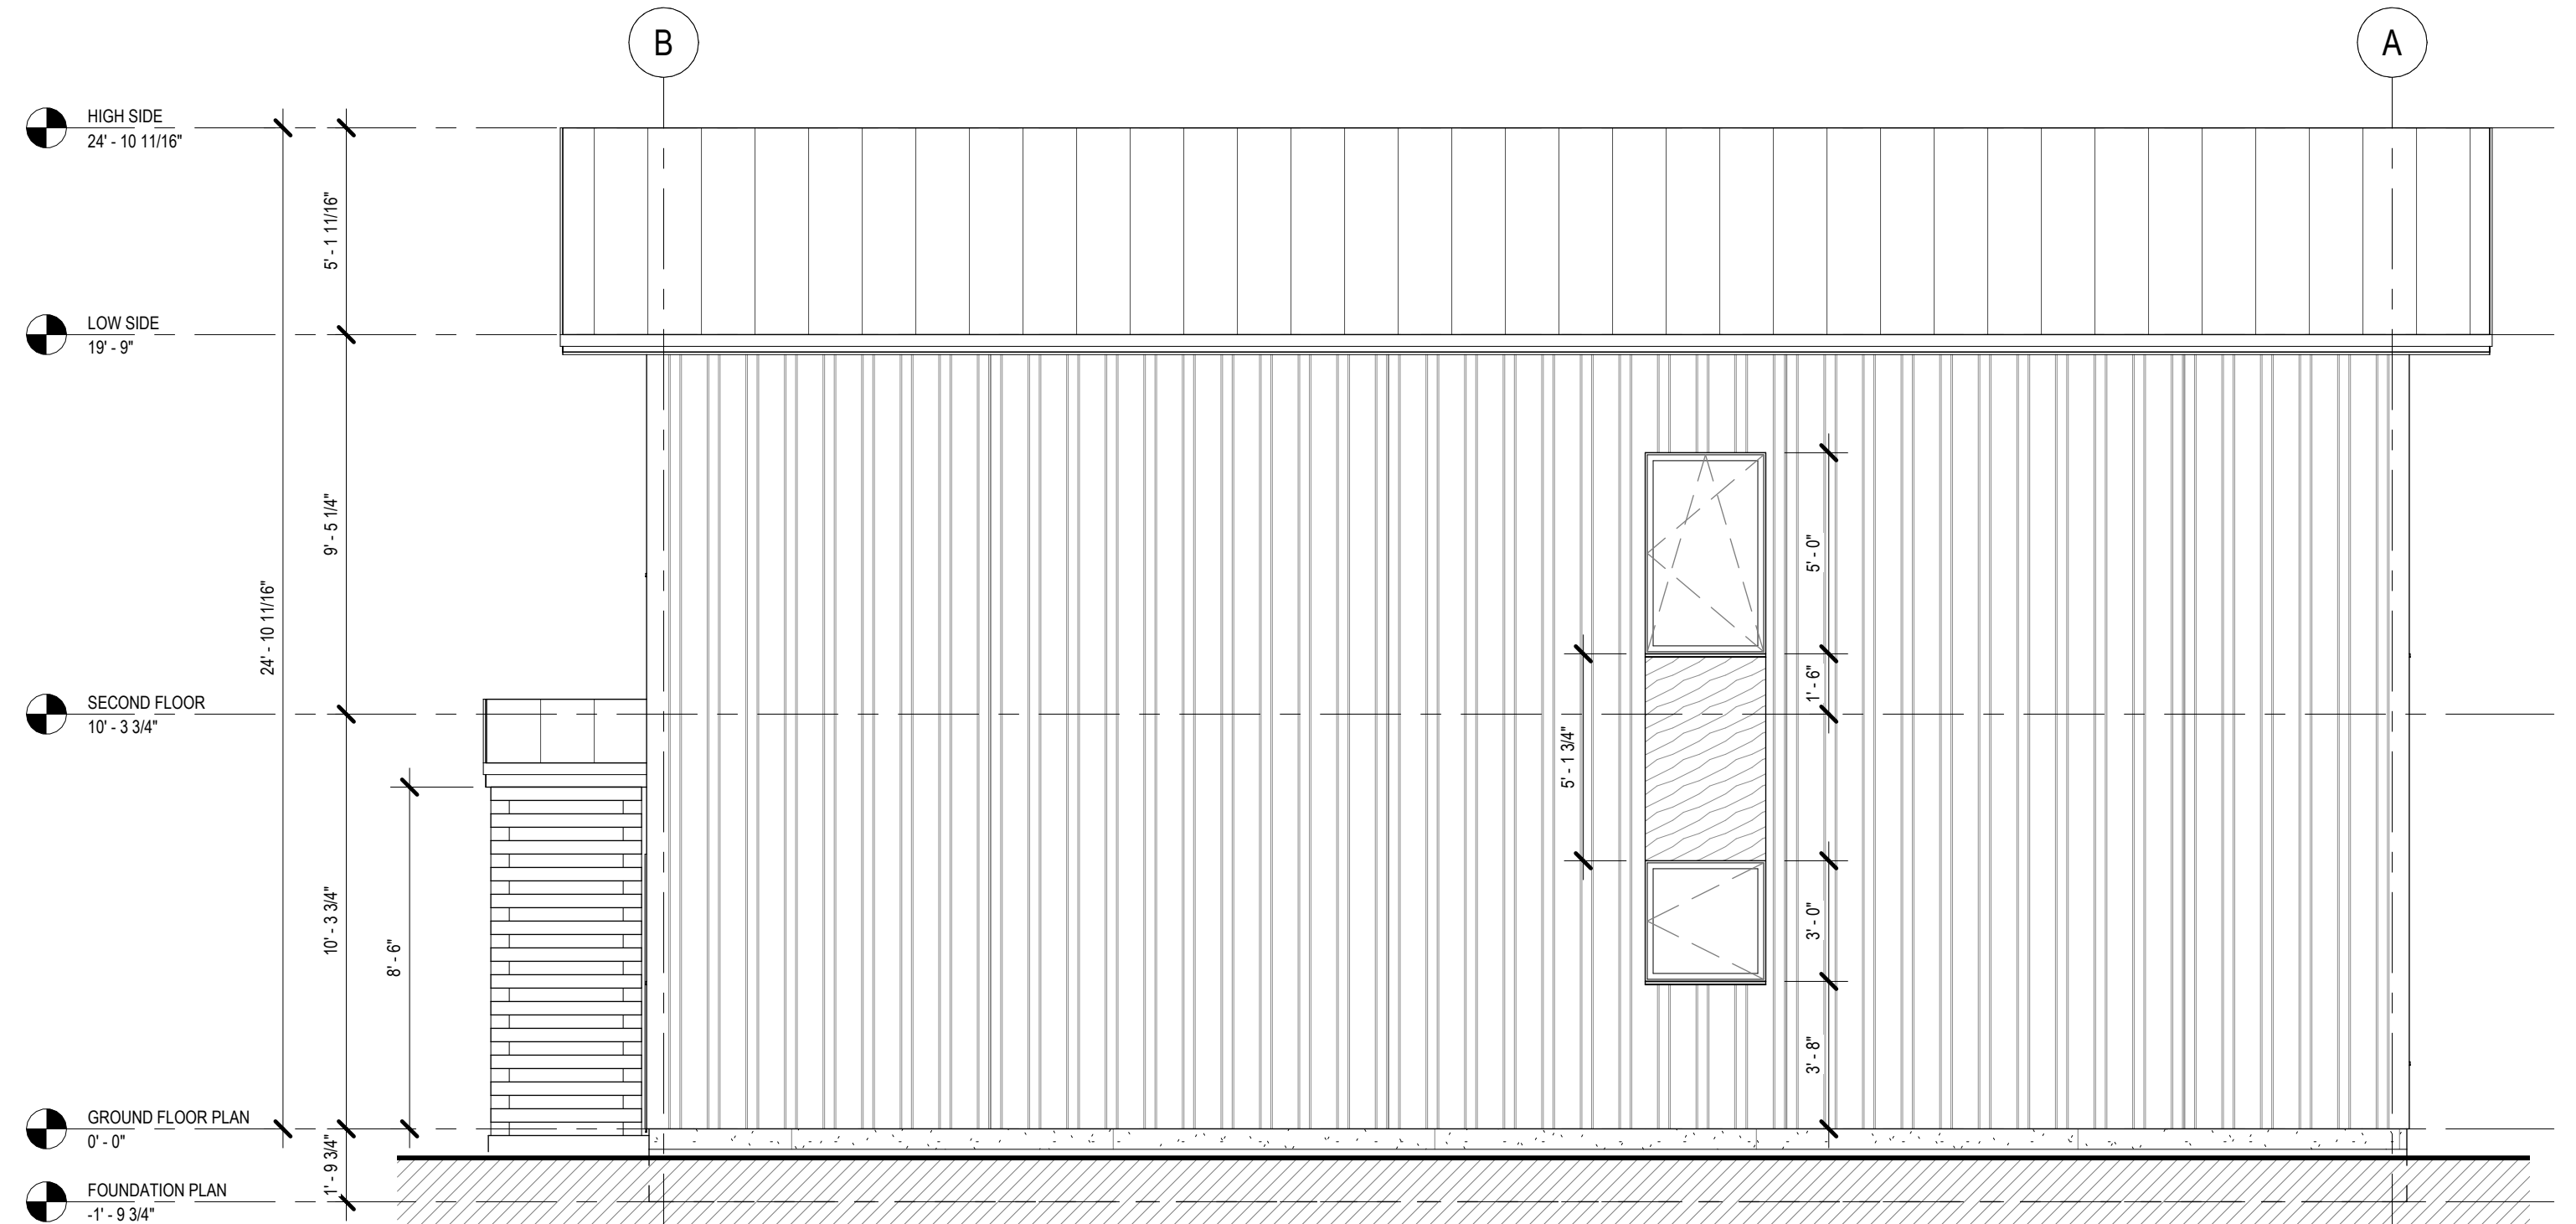 B
A
HIGH SIDE
24' - 10 11/16"
5' - 1 11/16"
LOW SIDE
19' - 9"
9' - 5 1/4"
24' - 10 11/16"
5' - 0"
1' - 6"
SECOND FLOOR
10' - 3 3/4"
5' - 1 3/4"
10' - 3 3/4"
8' - 6"
3' - 0"
3' - 8"
GROUND FLOOR PLAN
0' - 0"
1' - 9 3/4"
FOUNDATION PLAN
-1' - 9 3/4"